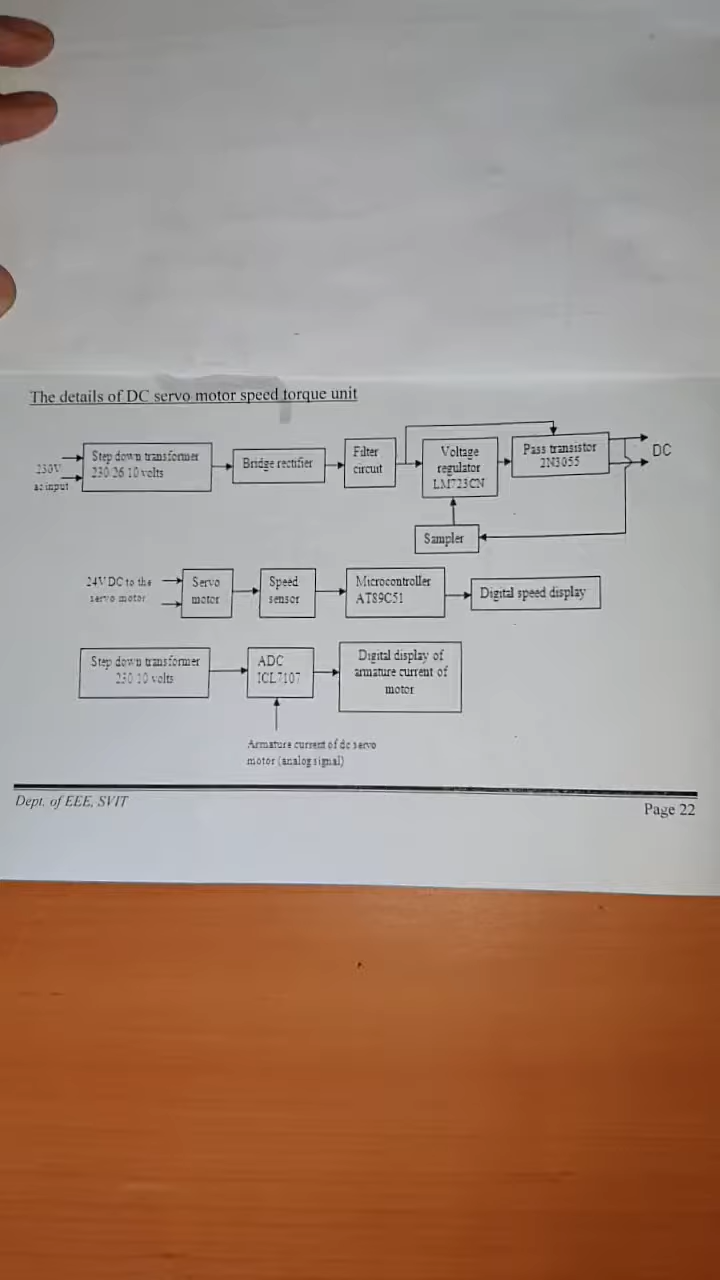 The details of DC servo motor speed torque unit
230V
ac input
Step down transformer
230 26 10 volts
Bridge rectifier
Filter
circuit
Voltage
regulator
LM723CN
Pass transistor
2N3055
DC
Sampler
24V DC to the
servo motor
Servo
motor
Speed
sensor
Microcontroller
AT89C51
Digital speed display
Step down transformer
230 10 volts
ADC
ICL7107
Digital display of
armature current of
motor
Armature current of dc servo
motor (analog signal)
Dept. of EEE, SVIT
Page 22